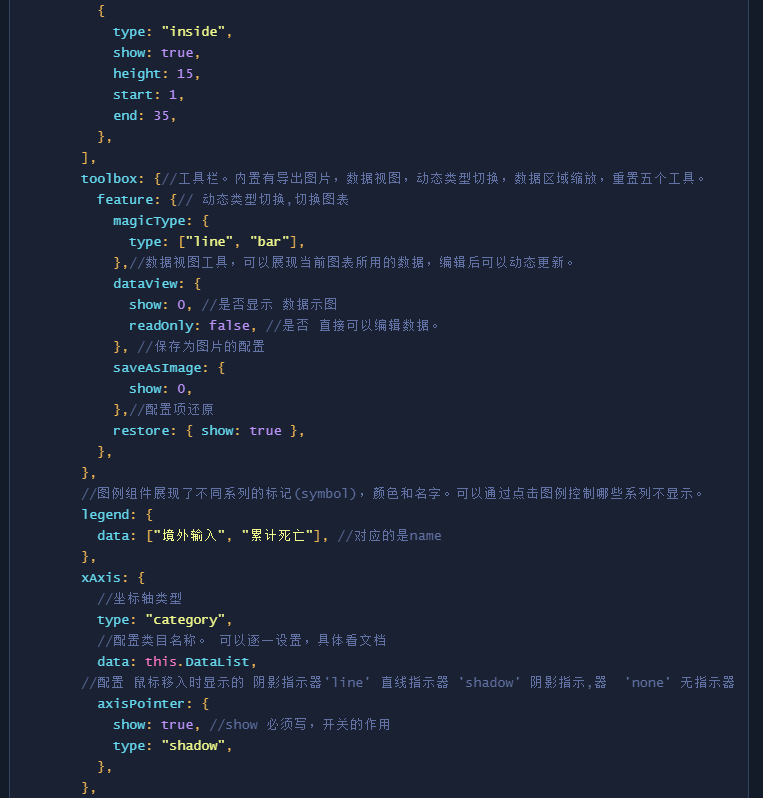 {
type: "inside",
show: true,
height: 15,
start: 1,
end: 35,
},
],
toolbox: {//工具栏。内置有导出图片，数据视图，动态类型切换，数据区域缩放，重置五个工具。
feature: {// 动态类型切换,切换图表
magicType: {
type: ["line", "bar"],
},//数据视图工具，可以展现当前图表所用的数据，编辑后可以动态更新。
dataView: {
show: 0, //是否显示 数据示图
readOnly: false, //是否 直接可以编辑数据。
}, //保存为图片的配置
saveAsImage: {
show: 0,
},//配置项还原
restore: { show: true },
},
},
//图例组件展现了不同系列的标记(symbol)，颜色和名字。可以通过点击图例控制哪些系列不显示。
legend: {
data: ["境外输入", "累计死亡"], //对应的是name
},
xAxis: {
//坐标轴类型
type: "category",
//配置类目名称。 可以逐一设置，具体看文档
data: this.DataList,
//配置 鼠标移入时显示的 阴影指示器'line' 直线指示器 'shadow' 阴影指示,器  'none' 无指示器
axisPointer: {
show: true, //show 必须写，开关的作用
type: "shadow",
},
},